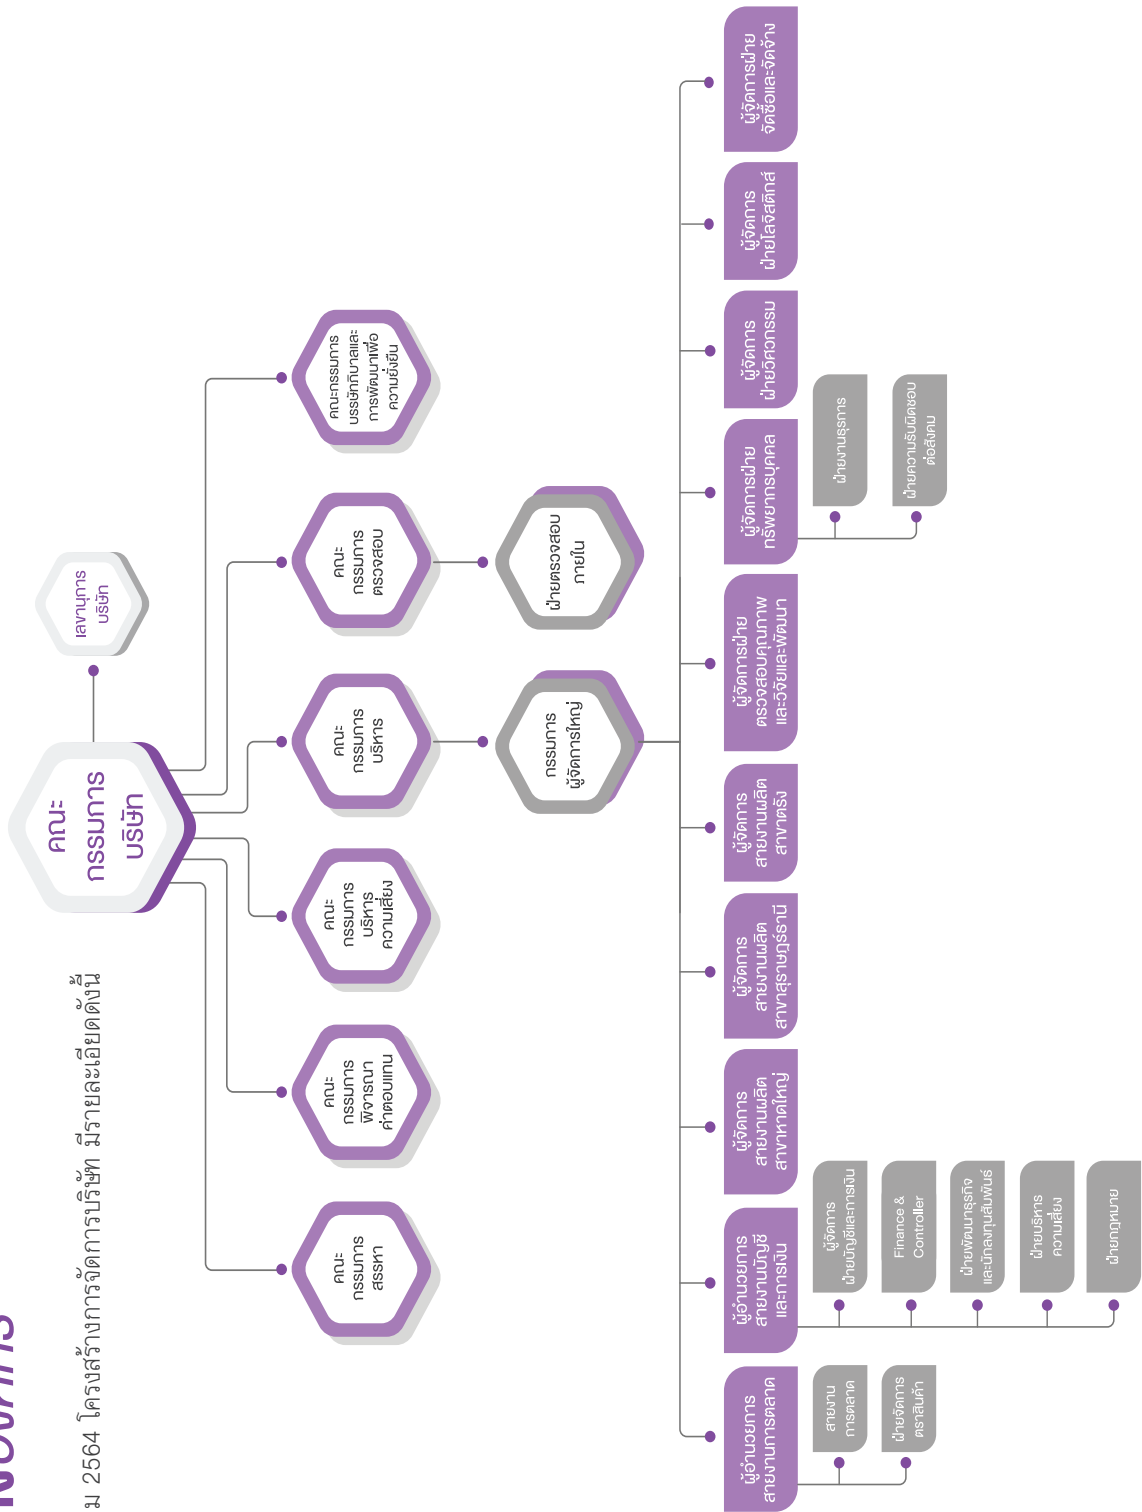 ม 2564 โครงสร้างการจัดการบริษัท มีรายละเอียดดังนี้
คณะ
กรรมการ
บริษัท
เลขานุการ
บริษัท
คณะ
กรรมการ
สรรหา
คณะ
กรรมการ
พิจารณา
ค่าตอบแทน
คณะ
กรรมการ
บริหาร
ความเสี่ยง
คณะ
กรรมการ
บริหาร
คณะ
กรรมการ
ตรวจสอบ
คณะกรรมการ
บรรษัทภิบาลและ
การพัฒนาเพื่อ
ความยั่งยืน
กรรมการ
ผู้จัดการใหญ่
ฝ่ายตรวจสอบ
ภายใน
ผู้อำนวยการ
สายงานการตลาด
ผู้อำนวยการ
สายงานบัญชี
และการเงิน
ผู้จัดการ
สายงานผลิต
สาขาหาดใหญ่
ผู้จัดการ
สายงานผลิต
สาขาสุราษฎร์ธานี
ผู้จัดการ
สายงานผลิต
สาขาตรัง
ผู้จัดการฝ่าย
ตรวจสอบคุณภาพ
และวิจัยและพัฒนา
ผู้จัดการฝ่าย
ทรัพยากรบุคคล
ผู้จัดการ
ฝ่ายวิศวกรรม
ผู้จัดการ
ฝ่ายโลจิสติกส์
ผู้จัดการฝ่าย
จัดซื้อและจัดจ้าง
สายงาน
การตลาด
ฝ่ายจัดการ
ตราสินค้า
ผู้จัดการ
ฝ่ายบัญชีและการเงิน
Finance &
Controller
ฝ่ายพัฒนาธุรกิจ
และนักลงทุนสัมพันธ์
ฝ่ายบริหาร
ความเสี่ยง
ฝ่ายกฎหมาย
ฝ่ายงานธุรการ
ฝ่ายความรับผิดชอบ
ต่อสังคม